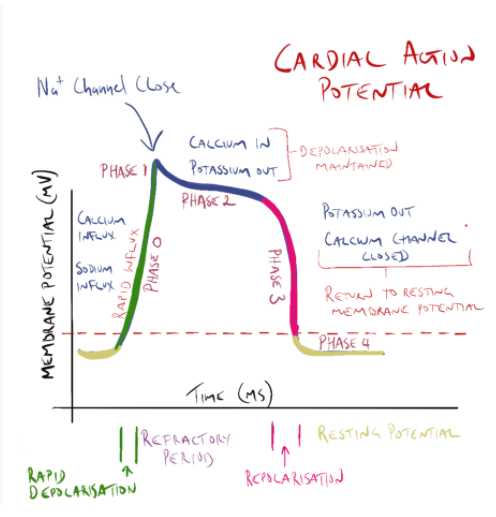 CARDIAL ACTION
POTENTIAL
Na+ Channel Close
PHASE 1
CALCIUM IN
POTASSIUM OUT
DEPOLARISATION
MAINTAINED
PHASE 2
CALCIUM
INFLUX
SODIUM
INFLUX
RAPID INFLUX
PHASE 0
PHASE 3
POTASSIUM OUT
CALCIUM CHANNEL
CLOSED
RETURN TO RESTING
MEMBRANE POTENTIAL
PHASE 4
MEMBRANE POTENTIAL (MV)
TIME (MS)
REFRACTORY
PERIOD
RESTING POTENTIAL
RAPID
DEPOLARISATION
REPOLARISATION